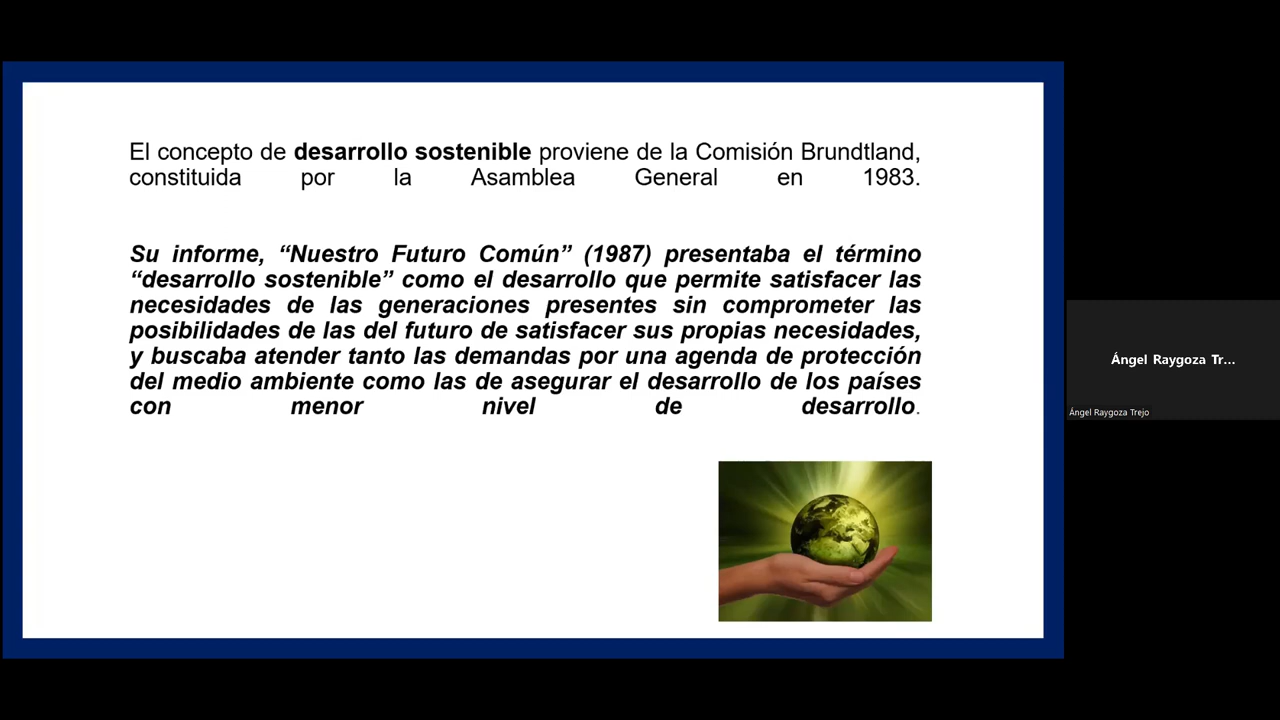 El concepto de desarrollo sostenible proviene de la Comisión Brundtland,
constituida por la Asamblea General en 1983.
Su informe, “Nuestro Futuro Común” (1987) presentaba el término
“desarrollo sostenible” como el desarrollo que permite satisfacer las
necesidades de las generaciones presentes sin comprometer las
posibilidades de las del futuro de satisfacer sus propias necesidades,
y buscaba atender tanto las demandas por una agenda de protección
del medio ambiente como las de asegurar el desarrollo de los países
con menor nivel de desarrollo.
Ángel Raygoza Tr...
Ángel Raygoza Trejo